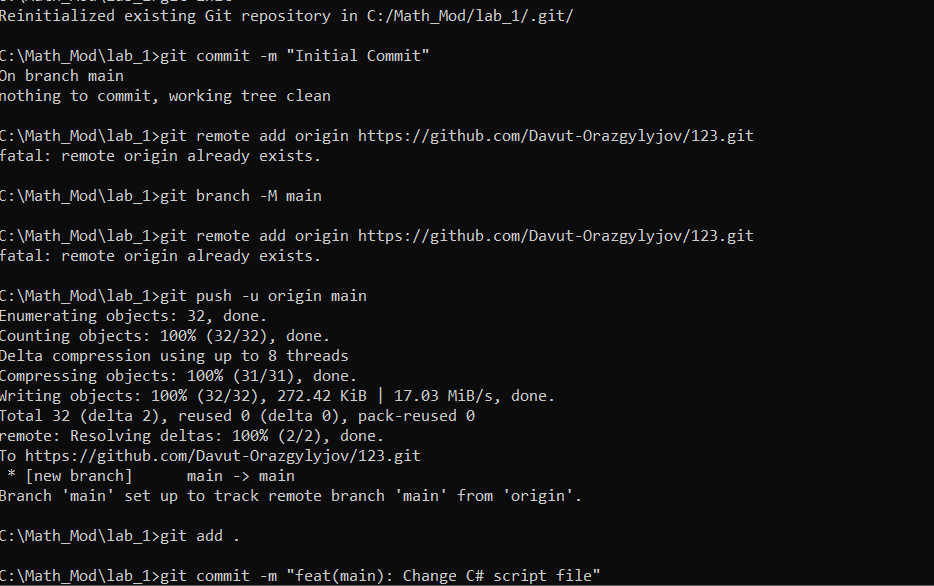 Reinitialized existing Git repository in C:/Math_Mod/lab_1/.git/
C:\Math_Mod\lab_1>git commit -m "Initial Commit"
On branch main
nothing to commit, working tree clean
C:\Math_Mod\lab_1>git remote add origin https://github.com/Davut-Orazgylyjov/123.git
fatal: remote origin already exists.
C:\Math_Mod\lab_1>git branch -M main
C:\Math_Mod\lab_1>git remote add origin https://github.com/Davut-Orazgylyjov/123.git
fatal: remote origin already exists.
C:\Math_Mod\lab_1>git push -u origin main
Enumerating objects: 32, done.
Counting objects: 100% (32/32), done.
Delta compression using up to 8 threads
Compressing objects: 100% (31/31), done.
Writing objects: 100% (32/32), 272.42 KiB | 17.03 MiB/s, done.
Total 32 (delta 2), reused 0 (delta 0), pack-reused 0
remote: Resolving deltas: 100% (2/2), done.
To https://github.com/Davut-Orazgylyjov/123.git
 * [new branch]      main -> main
Branch 'main' set up to track remote branch 'main' from 'origin'.
C:\Math_Mod\lab_1>git add .
C:\Math_Mod\lab_1>git commit -m "feat(main): Change C# script file"